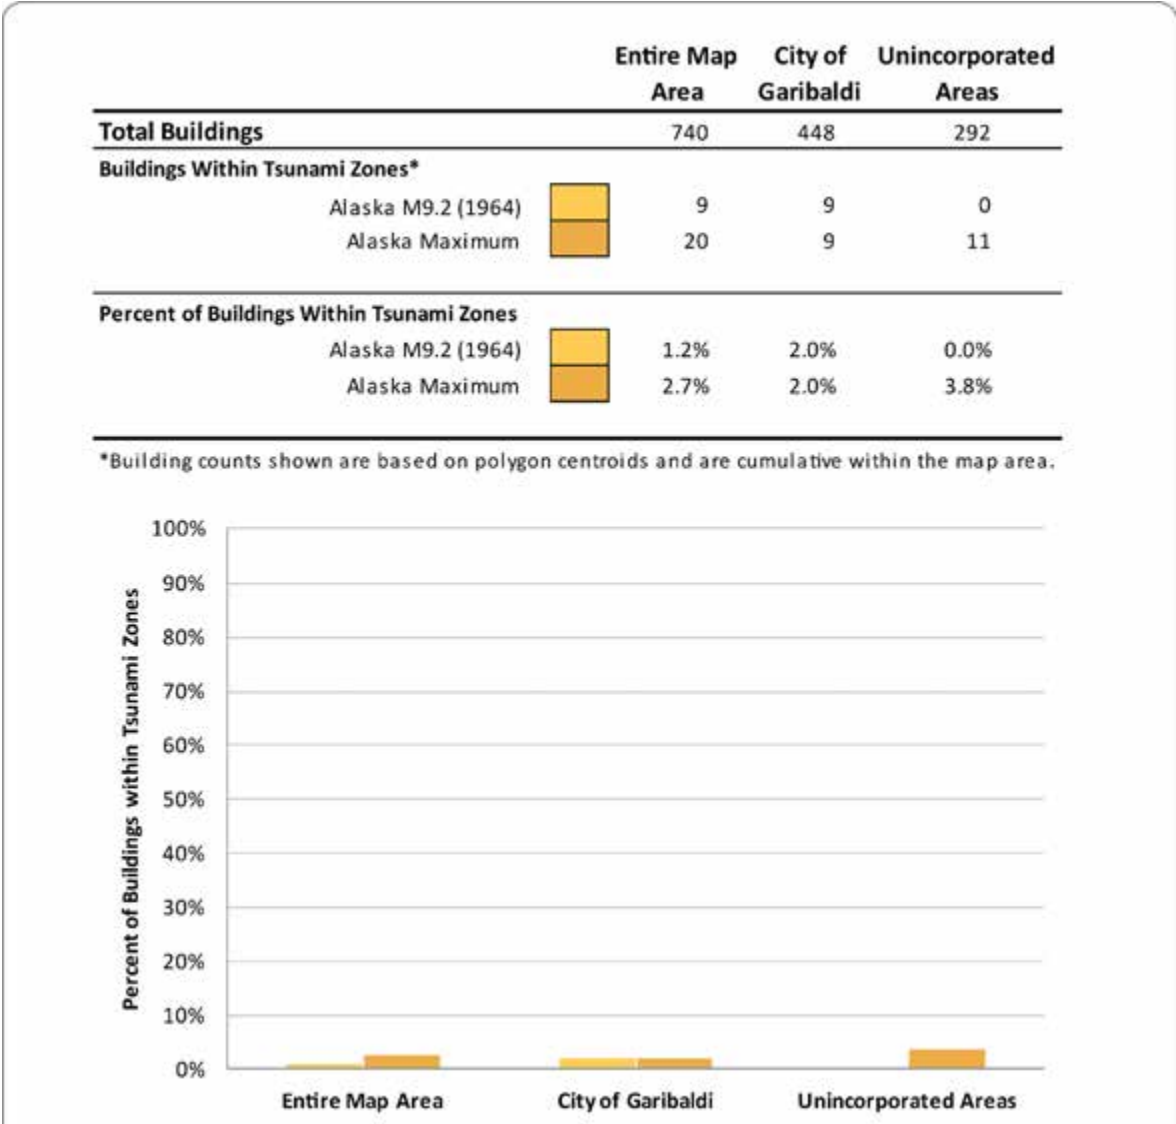 Entire Map City of Unincorporated
Area Garibaldi Areas
Total Buildings 740 448 292
Buildings Within Tsunami Zones*
Alaska M9.2 (1964) 9 9 0
Alaska Maximum 20 9 11
Percent of Buildings Within Tsunami Zones
Alaska M9.2 (1964) 1.2% 2.0% 0.0%
Alaska Maximum 2.7% 2.0% 3.8%
*Building counts shown are based on polygon centroids and are cumulative within the map area.
Percent of Buildings within Tsunami Zones
100%
90%
80%
70%
60%
50%
40%
30%
20%
10%
0%
Entire Map Area City of Garibaldi Unincorporated Areas